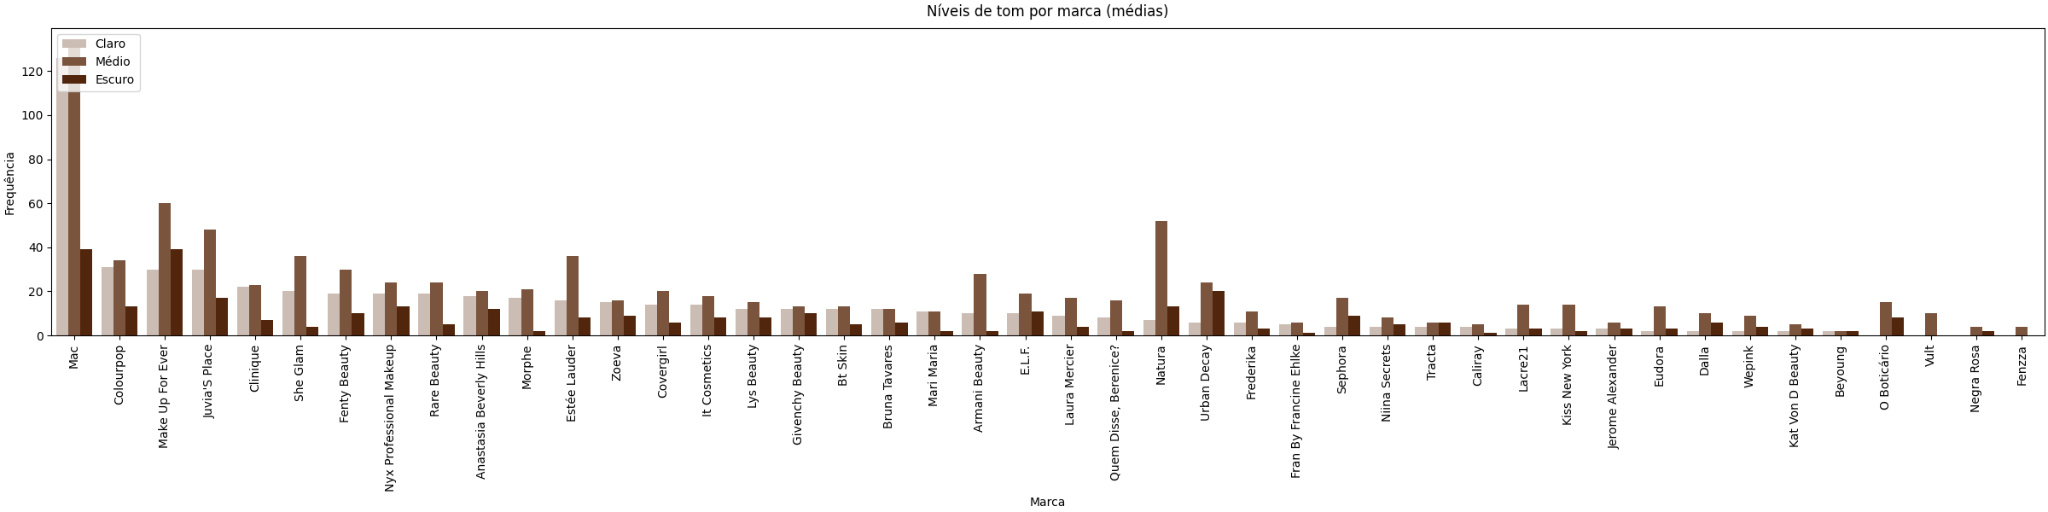 Níveis de tom por marca (médias)
Claro
Médio
Escuro
Frequência
120
100
80
60
40
20
0
Mac
Colourpop
Make Up For Ever
Juvia'S Place
Clinique
She Glam
Fenty Beauty
Nyx Professional Makeup
Rare Beauty
Anastasia Beverly Hills
Morphe
Estée Lauder
Zoeva
Covergirl
It Cosmetics
Lys Beauty
Givenchy Beauty
Bt Skin
Bruna Tavares
Mari Maria
Armani Beauty
E.L.F.
Laura Mercier
Quem Disse, Berenice?
Natura
Urban Decay
Frederika
Fran By Francine Ehlke
Sephora
Niina Secrets
Tracta
Caliray
Lacre21
Kiss New York
Jerome Alexander
Eudora
Dalla
Wepink
Kat Von D Beauty
Beyoung
O Boticário
Vult
Negra Rosa
Fenzza
Marca